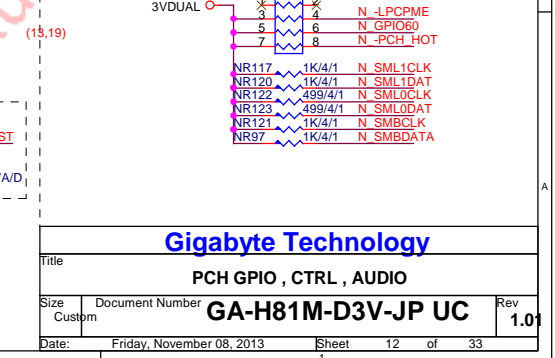 3VDUAL
(13,19)
3 4 N_-LPCPME
5 6 N_GPIO60
7 8 N_-PCH_HOT
NR117 1K/4/1 N_SML1CLK
NR120 1K/4/1 N_SML1DAT
NR122 499/4/1 N_SML0CLK
NR123 499/4/1 N_SML0DAT
NR121 1K/4/1 N_SMBCLK
NR97 1K/4/1 N_SMBDATA
ST
/A/D
A
Gigabyte Technology
Title
PCH GPIO , CTRL , AUDIO
Size Document Number Rev
Custom GA-H81M-D3V-JP UC 1.01
Date: Friday, November 08, 2013 Sheet 12 of 33